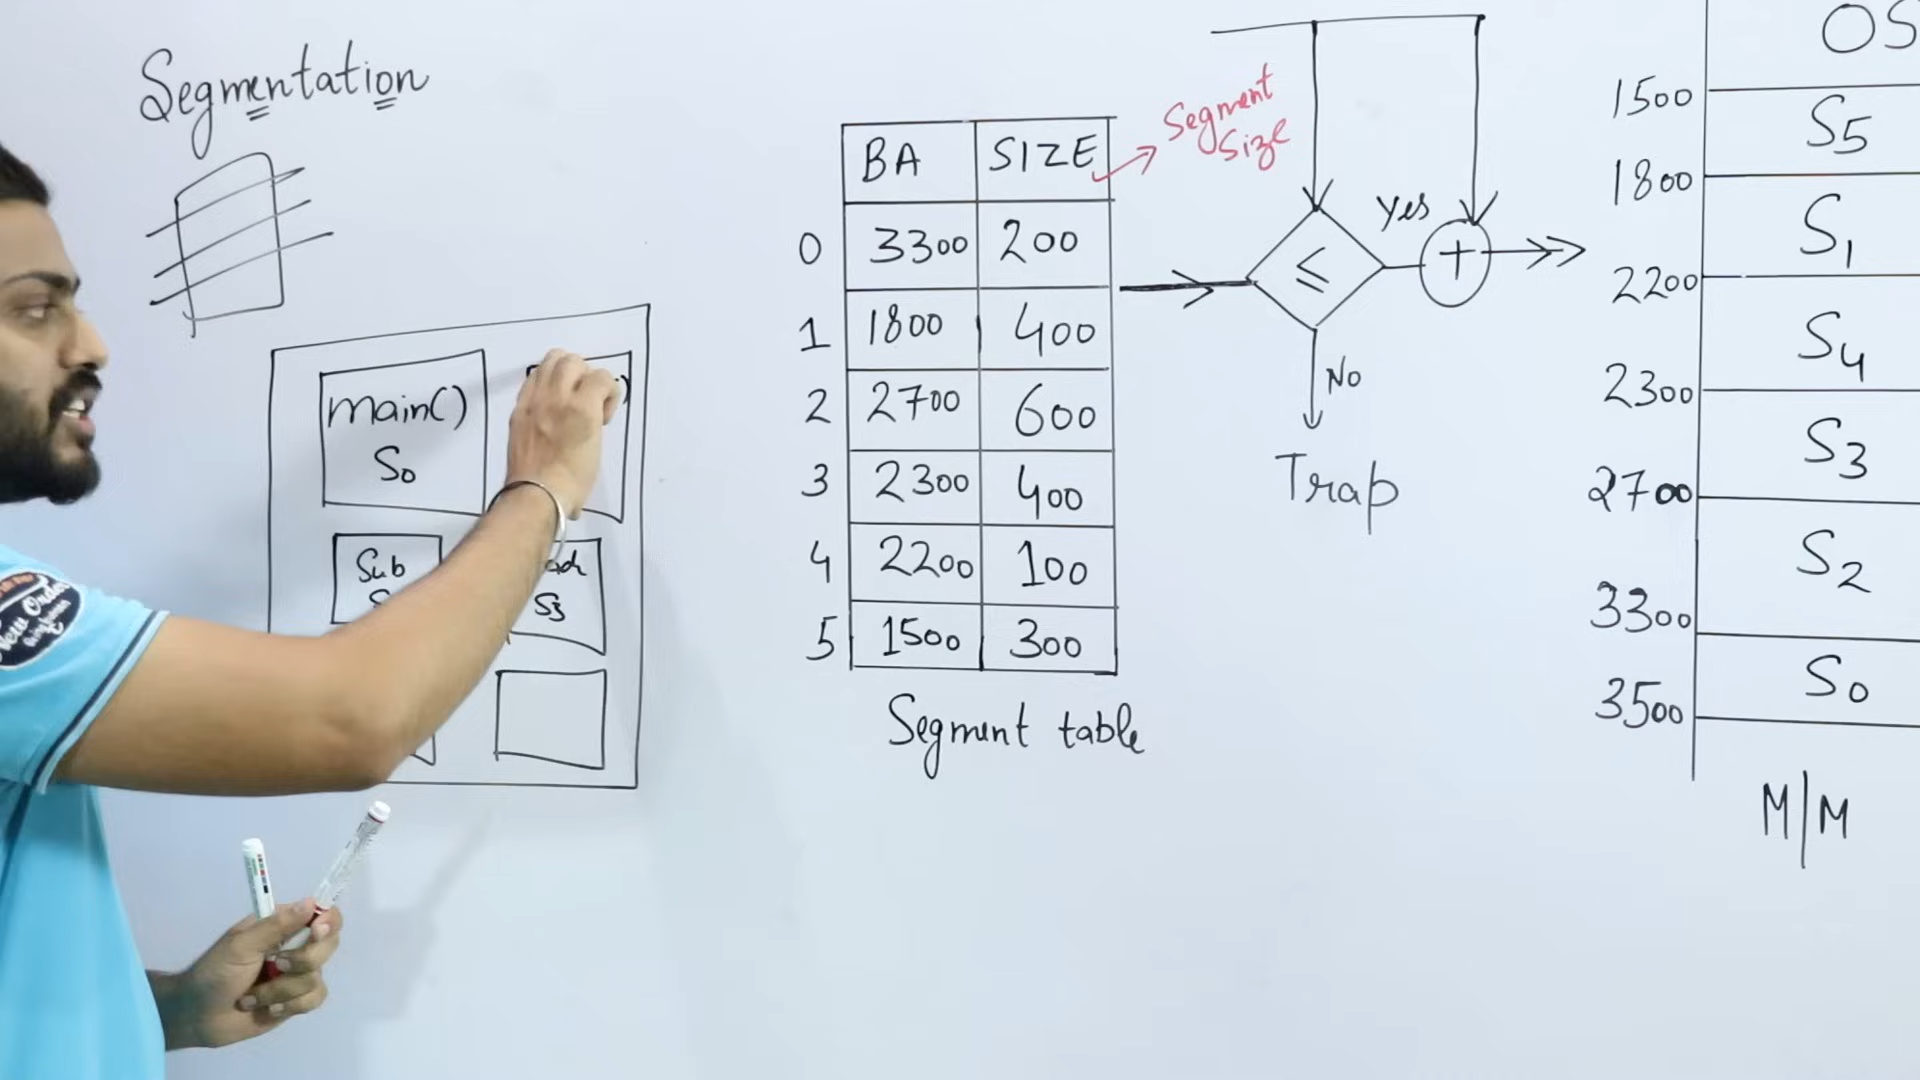 Segmentation
main()
S0
Sub
S3
BA SIZE
Segment
Size
0 3300 200
1 1800 400
2 2700 600
3 2300 400
4 2200 100
5 1500 300
Segment table
≤
Yes
+
No
Trap
OS
1500
S5
1800
S1
2200
S4
2300
S3
2700
S2
3300
S0
3500
M/M
New Order